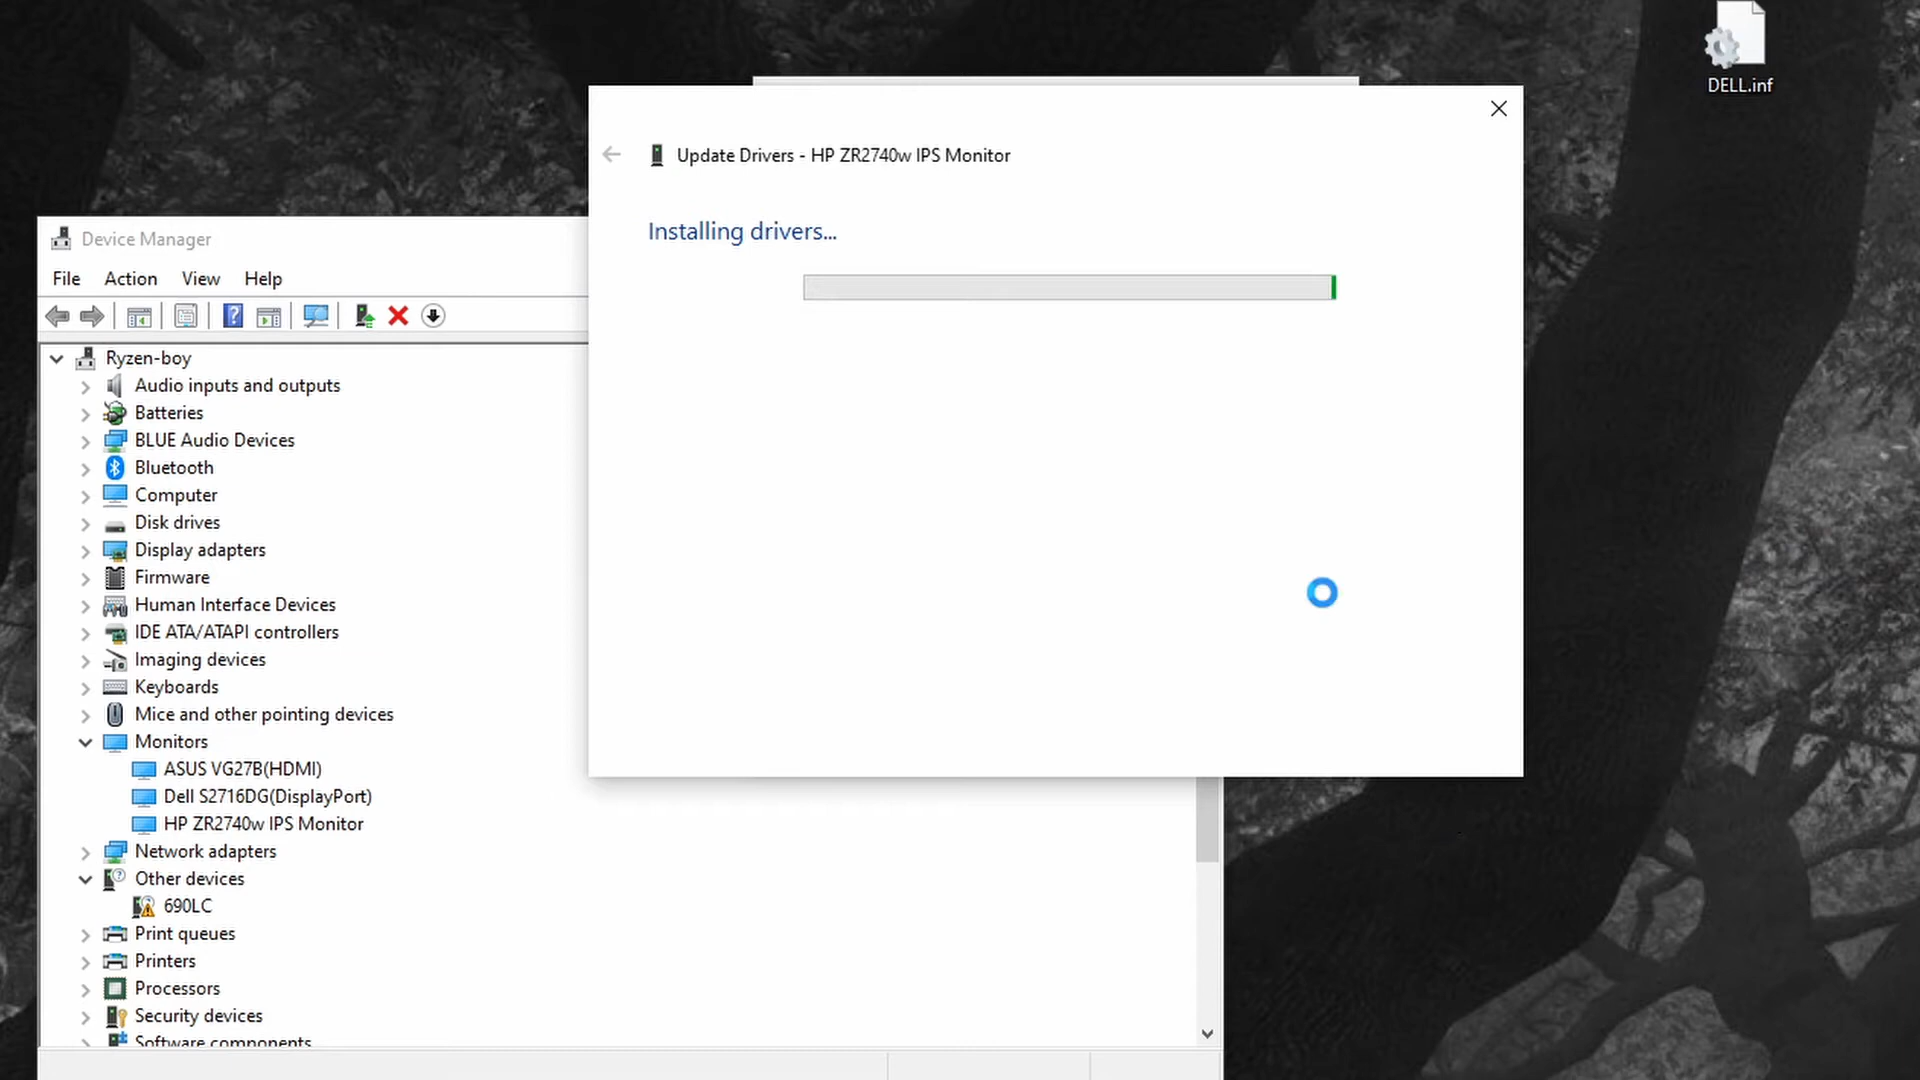 DELL.inf
Update Drivers - HP ZR2740w IPS Monitor
Installing drivers...
Device Manager
File Action View Help
Ryzen-boy
Audio inputs and outputs
Batteries
BLUE Audio Devices
Bluetooth
Computer
Disk drives
Display adapters
Firmware
Human Interface Devices
IDE ATA/ATAPI controllers
Imaging devices
Keyboards
Mice and other pointing devices
Monitors
ASUS VG27B(HDMI)
Dell S2716DG(DisplayPort)
HP ZR2740w IPS Monitor
Network adapters
Other devices
690LC
Print queues
Printers
Processors
Security devices
Software components